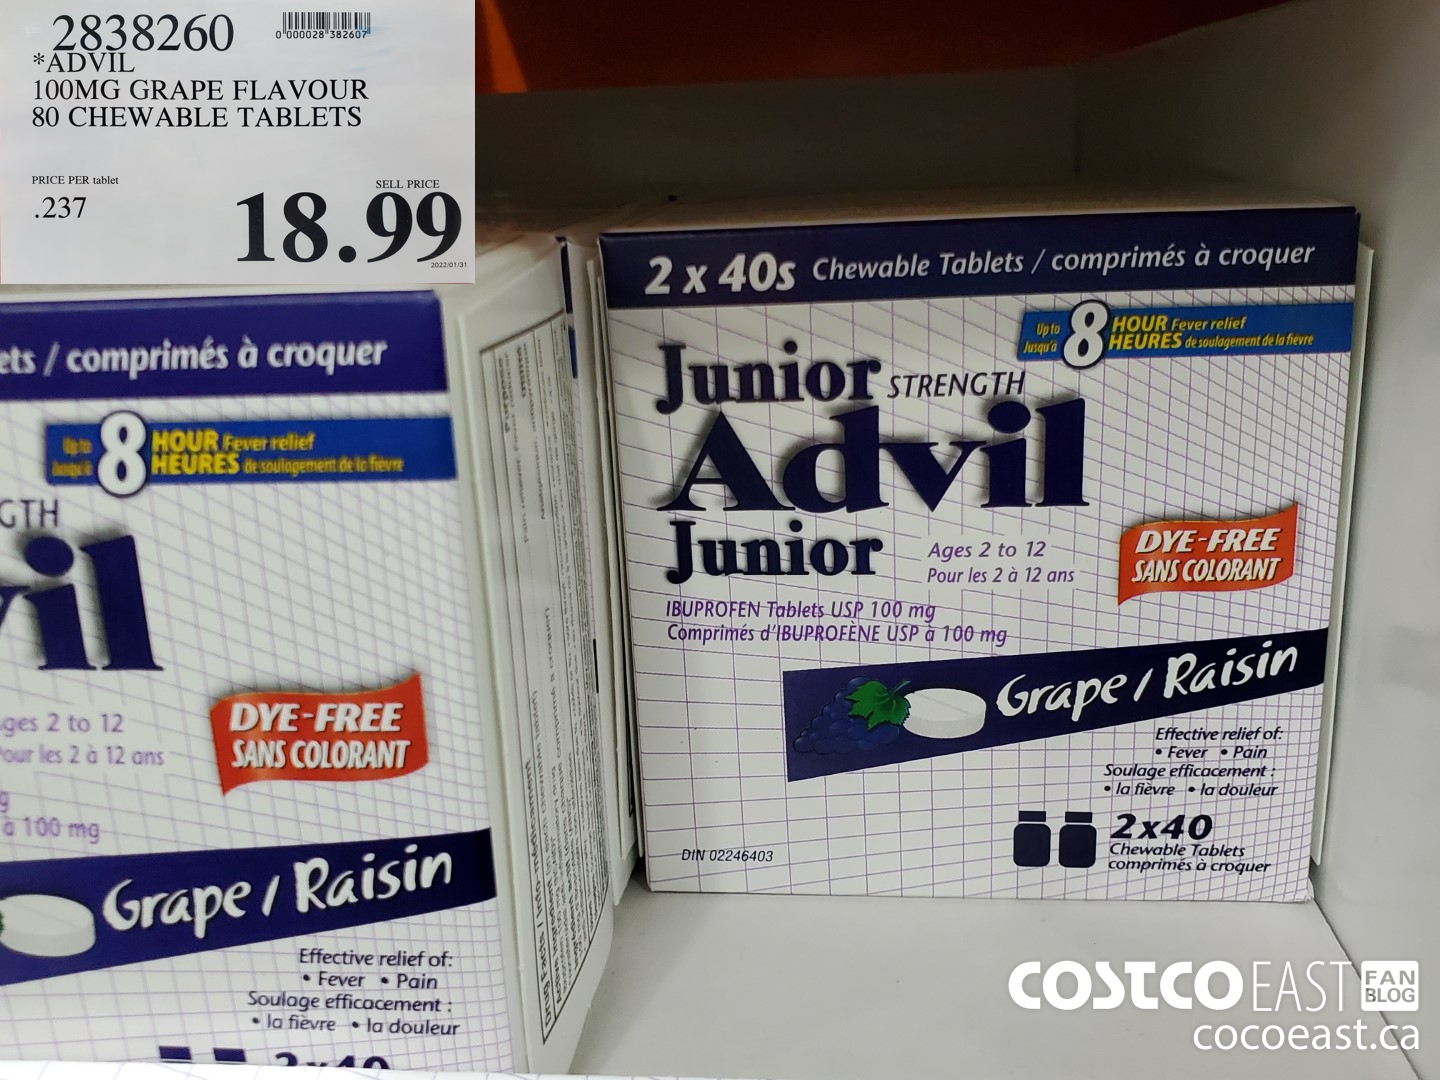 2838260
0 000028 382607
*ADVIL
100MG GRAPE FLAVOUR
80 CHEWABLE TABLETS
PRICE PER tablet
.237
SELL PRICE
18.99
2022/01/31
2 x 40s Chewable Tablets / comprimés à croquer
Up to
Jusqu'à
8
HOUR Fever relief
HEURES de soulagement de la fièvre
Junior STRENGTH
Advil
Junior
Ages 2 to 12
Pour les 2 à 12 ans
DYE-FREE
SANS COLORANT
IBUPROFEN Tablets USP 100 mg
Comprimés d'IBUPROFÈNE USP à 100 mg
Grape / Raisin
Effective relief of:
• Fever • Pain
Soulage efficacement :
• la fièvre • la douleur
2x40
Chewable Tablets
comprimés à croquer
DIN 02246403
ets / comprimés à croquer
Up to
Jusqu'à
8
HOUR Fever relief
HEURES de soulagement de la fièvre
GTH
vil
ges 2 to 12
our les 2 à 12 ans
DYE-FREE
SANS COLORANT
g
à 100 mg
Grape / Raisin
Effective relief of:
• Fever • Pain
Soulage efficacement :
• la fièvre • la douleur
2x40
COSTCO EAST FAN BLOG
cocoeast.ca